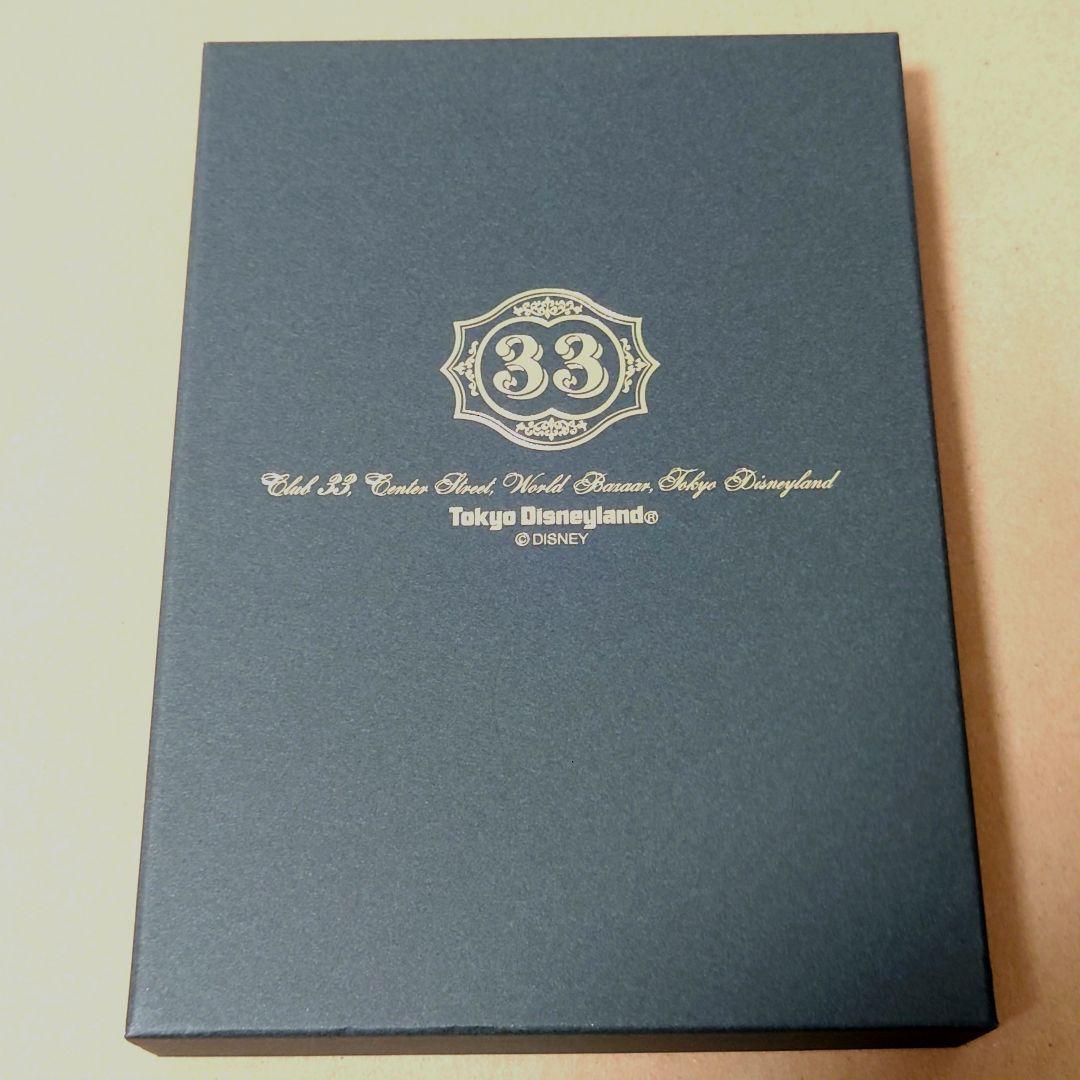 33
Club 33, Center Street, World Bazaar, Tokyo Disneyland
Tokyo Disneyland®
© DISNEY